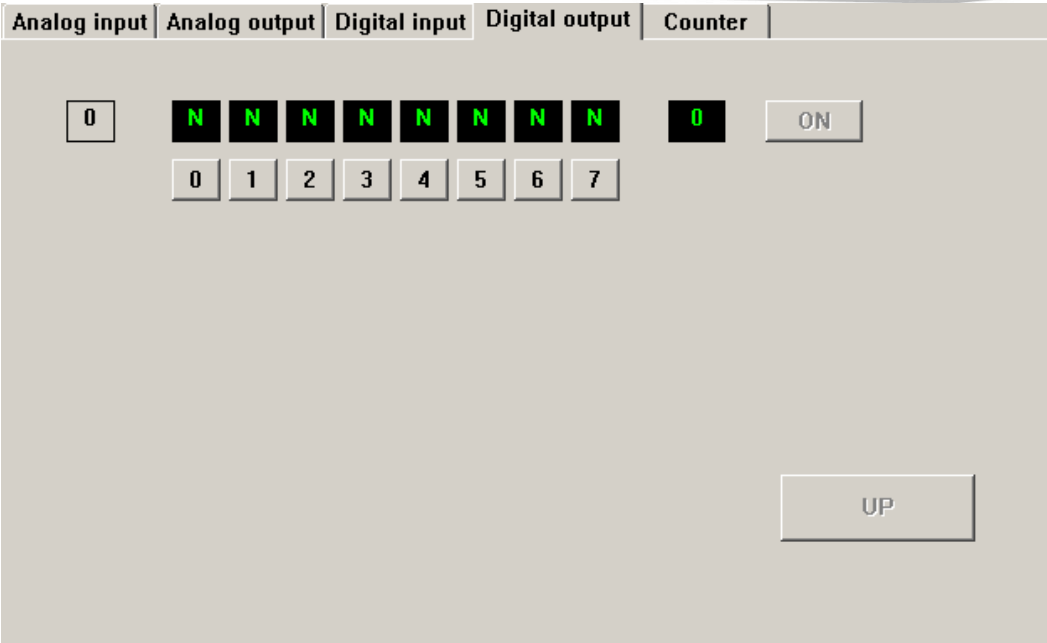 Analog input Analog output Digital input Digital output Counter
0 N N N N N N N N 0 ON
0 1 2 3 4 5 6 7
UP